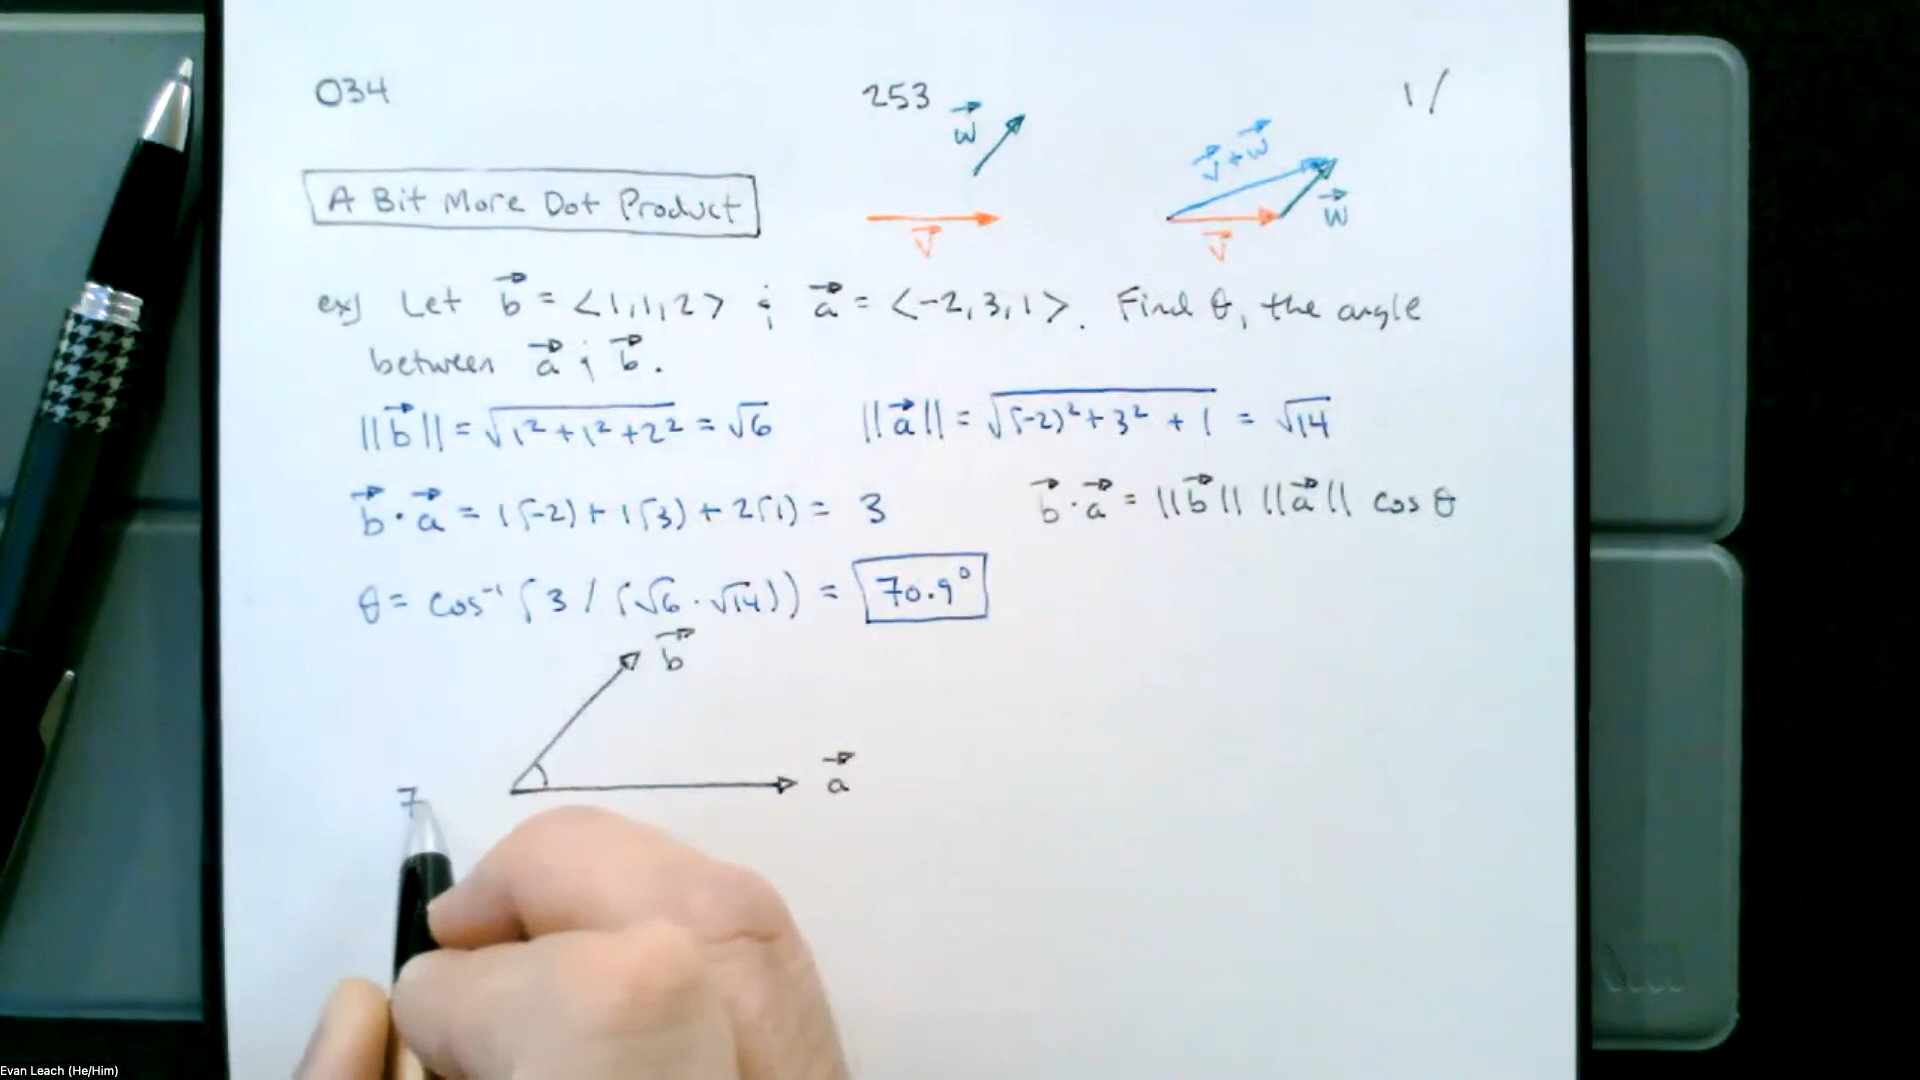 034 253 1/
w⃗ v⃗+w⃗
A Bit More Dot Product
v⃗ v⃗ w⃗
ex) Let b⃗ = <1,1,2> & a⃗ = <-2,3,1>. Find θ, the angle
between a⃗ & b⃗.
||b⃗|| = √(1² + 1² + 2²) = √6 ||a⃗|| = √((-2)² + 3² + 1) = √14
b⃗ · a⃗ = 1(-2) + 1(3) + 2(1) = 3 b⃗ · a⃗ = ||b⃗|| ||a⃗|| cos θ
θ = cos⁻¹(3 / (√6 · √14)) = 70.9°
b⃗
a⃗
7
Evan Leach (He/Him)